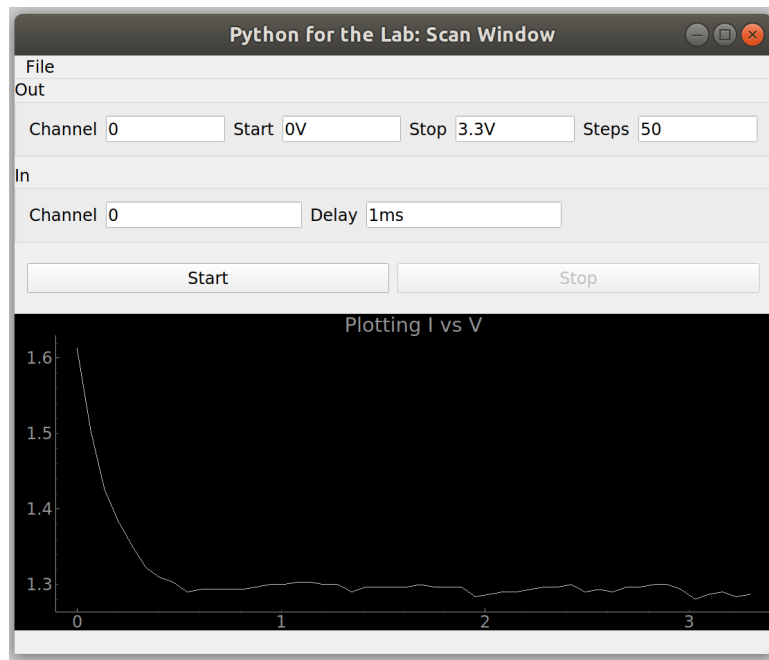 Python for the Lab: Scan Window
File
Out
Channel 0 Start 0V Stop 3.3V Steps 50
In
Channel 0 Delay 1ms
Start Stop
Plotting I vs V
1.6
1.5
1.4
1.3
0 1 2 3